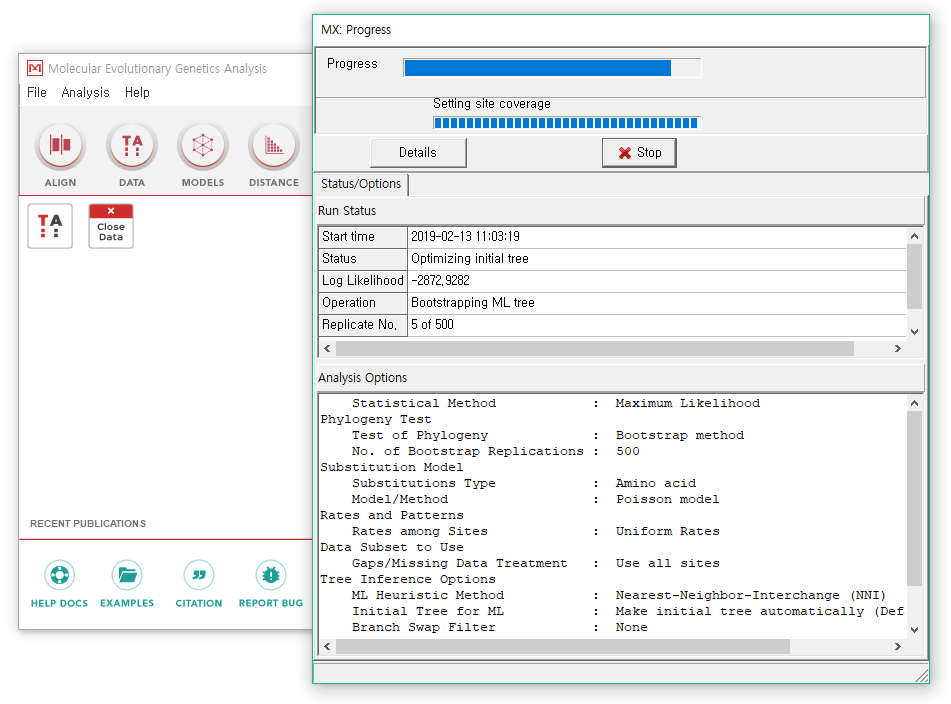 MX: Progress
Progress
Setting site coverage
Details
Stop
Status/Options
Run Status
Start time 2019-02-13 11:03:19
Status Optimizing initial tree
Log Likelihood -2872,9282
Operation Bootstrapping ML tree
Replicate No, 5 of 500
Analysis Options
Statistical Method : Maximum Likelihood
Phylogeny Test
Test of Phylogeny : Bootstrap method
No. of Bootstrap Replications : 500
Substitution Model
Substitutions Type : Amino acid
Model/Method : Poisson model
Rates and Patterns
Rates among Sites : Uniform Rates
Data Subset to Use
Gaps/Missing Data Treatment : Use all sites
Tree Inference Options
ML Heuristic Method : Nearest-Neighbor-Interchange (NNI)
Initial Tree for ML : Make initial tree automatically (Def
Branch Swap Filter : None
M Molecular Evolutionary Genetics Analysis
File Analysis Help
TA
ALIGN DATA MODELS DISTANCE
TA
Close
Data
RECENT PUBLICATIONS
HELP DOCS EXAMPLES CITATION REPORT BUG